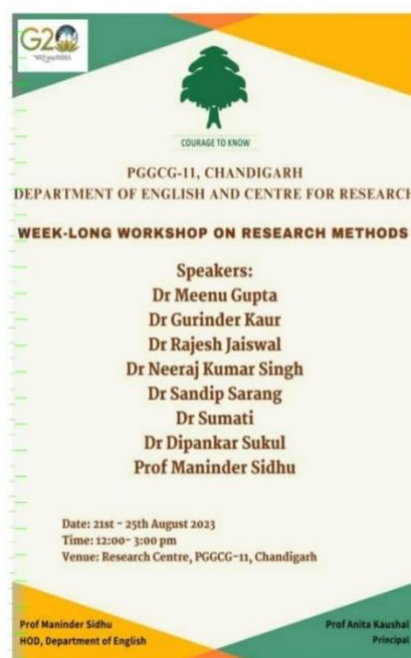 G20
भारत 2023 INDIA
COURAGE TO KNOW
PGGCG-11, CHANDIGARH
DEPARTMENT OF ENGLISH AND CENTRE FOR RESEARCH
WEEK-LONG WORKSHOP ON RESEARCH METHODS
Speakers:
Dr Meenu Gupta
Dr Gurinder Kaur
Dr Rajesh Jaiswal
Dr Neeraj Kumar Singh
Dr Sandip Sarang
Dr Sumati
Dr Dipankar Sukul
Prof Maninder Sidhu
Date: 21st - 25th August 2023
Time: 12:00- 3:00 pm
Venue: Research Centre, PGGCG-11, Chandigarh
Prof Maninder Sidhu
HOD, Department of English
Prof Anita Kaushal
Principal